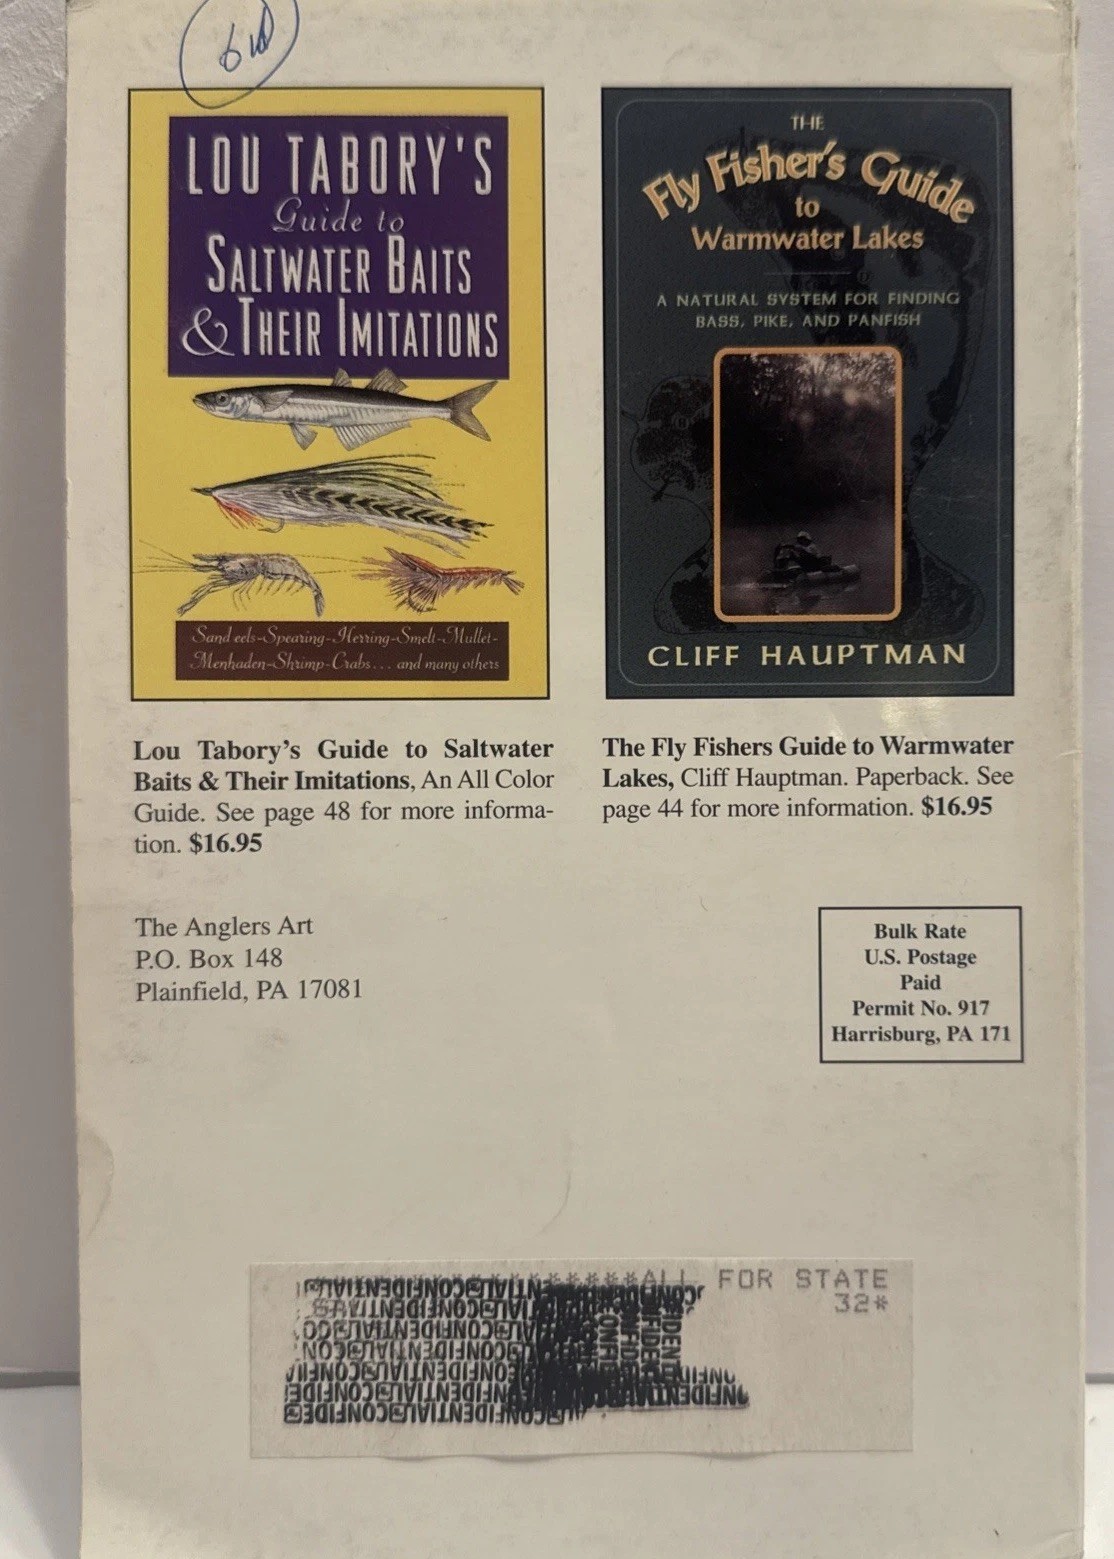 LOU TABORY'S
Guide to
SALTWATER BAITS
& THEIR IMITATIONS
Sand eels-Spearing-Herring-Smelt-Mullet-
Menhaden-Shrimp-Crabs... and many others
THE
Fly Fisher's Guide
to
Warmwater Lakes
A NATURAL SYSTEM FOR FINDING
BASS, PIKE, AND PANFISH
CLIFF HAUPTMAN
Lou Tabory's Guide to Saltwater
Baits & Their Imitations, An All Color
Guide. See page 48 for more informa-
tion. $16.95
The Fly Fishers Guide to Warmwater
Lakes, Cliff Hauptman. Paperback. See
page 44 for more information. $16.95
The Anglers Art
P.O. Box 148
Plainfield, PA 17081
Bulk Rate
U.S. Postage
Paid
Permit No. 917
Harrisburg, PA 171
ALL FOR STATE
32*